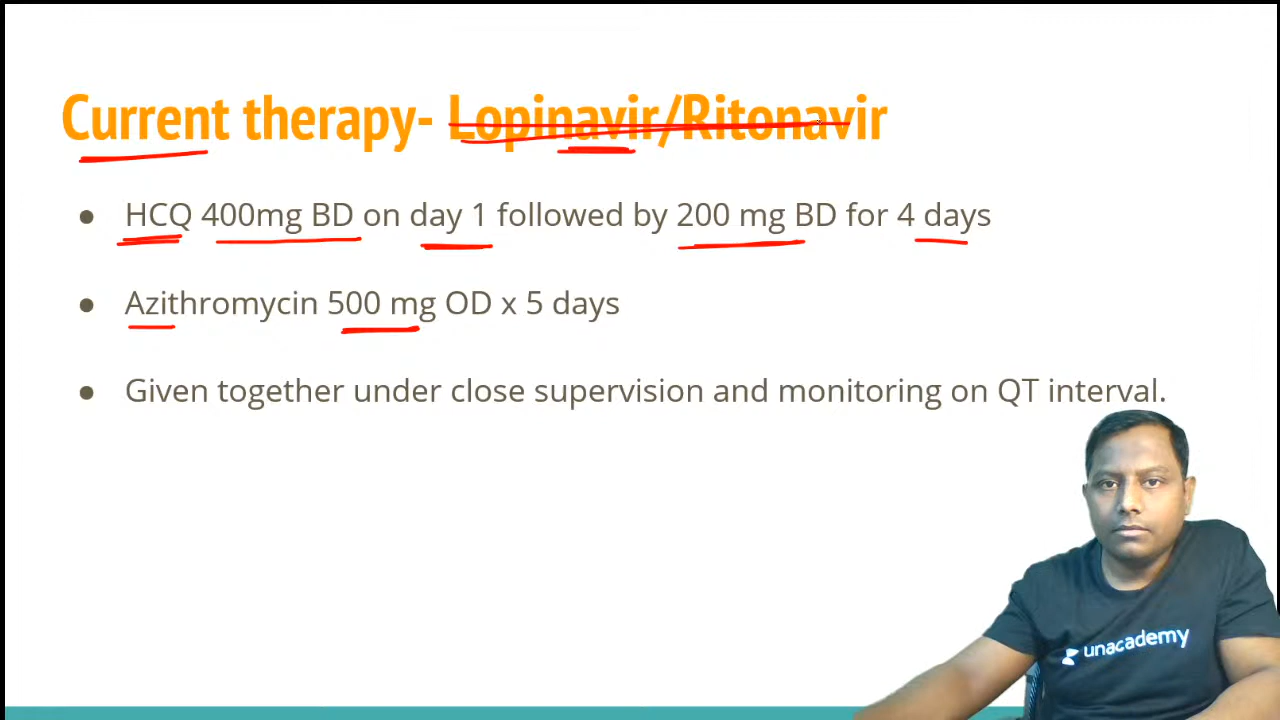 Current therapy- Lopinavir/Ritonavir
● HCQ 400mg BD on day 1 followed by 200 mg BD for 4 days
● Azithromycin 500 mg OD x 5 days
● Given together under close supervision and monitoring on QT interval.
unacademy